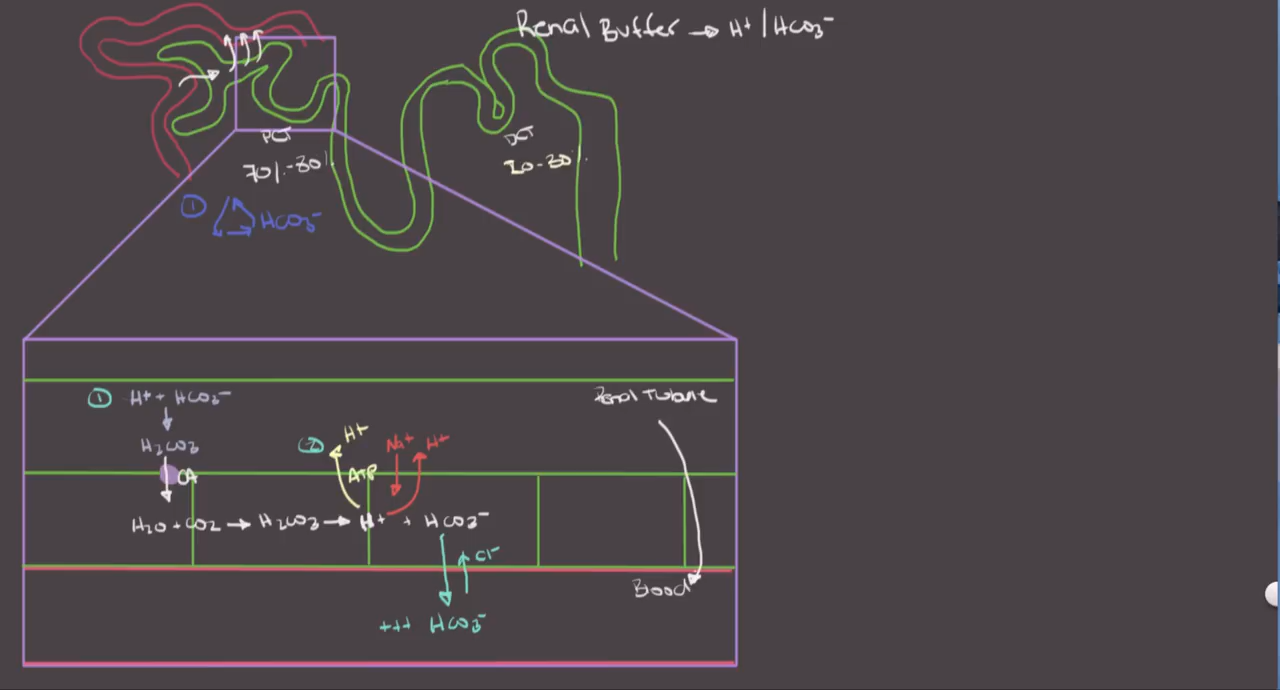 Renal Buffer → H+ / HCO3-
PCT
70%-80%
DCT
20-30%
① HCO3-
① H+ + HCO3-
Renal Tubule
H2CO3
② H+
Na+ H+
CA
ATP
H2O + CO2 → H2CO3 → H+ + HCO3-
Cl-
Blood
+++ HCO3-